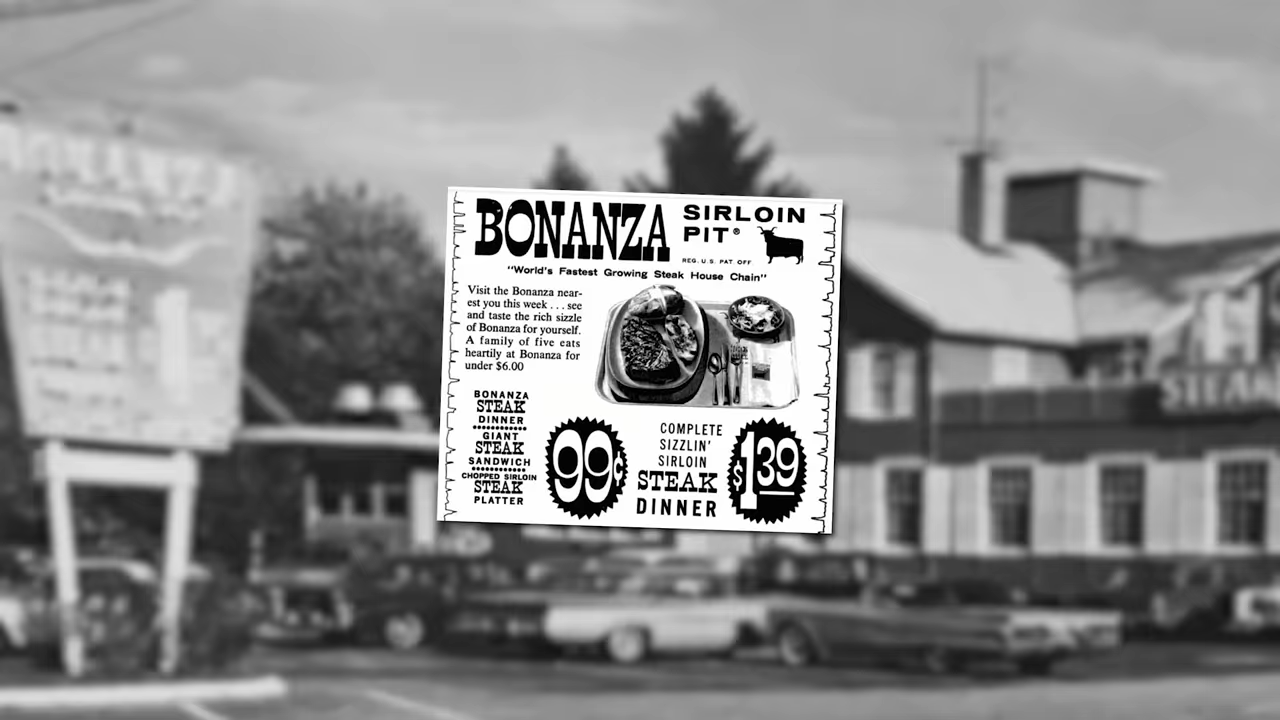 BONANZA
SIRLOIN
PIT®
REG. U.S. PAT OFF
"World's Fastest Growing Steak House Chain"
Visit the Bonanza near-
est you this week . . . see
and taste the rich sizzle
of Bonanza for yourself.
A family of five eats
heartily at Bonanza for
under $6.00
BONANZA
STEAK
DINNER
GIANT
STEAK
SANDWICH
CHOPPED SIRLOIN
STEAK
PLATTER
99¢
COMPLETE
SIZZLIN'
SIRLOIN
STEAK
DINNER
$1 39
BONANZA
STEAK